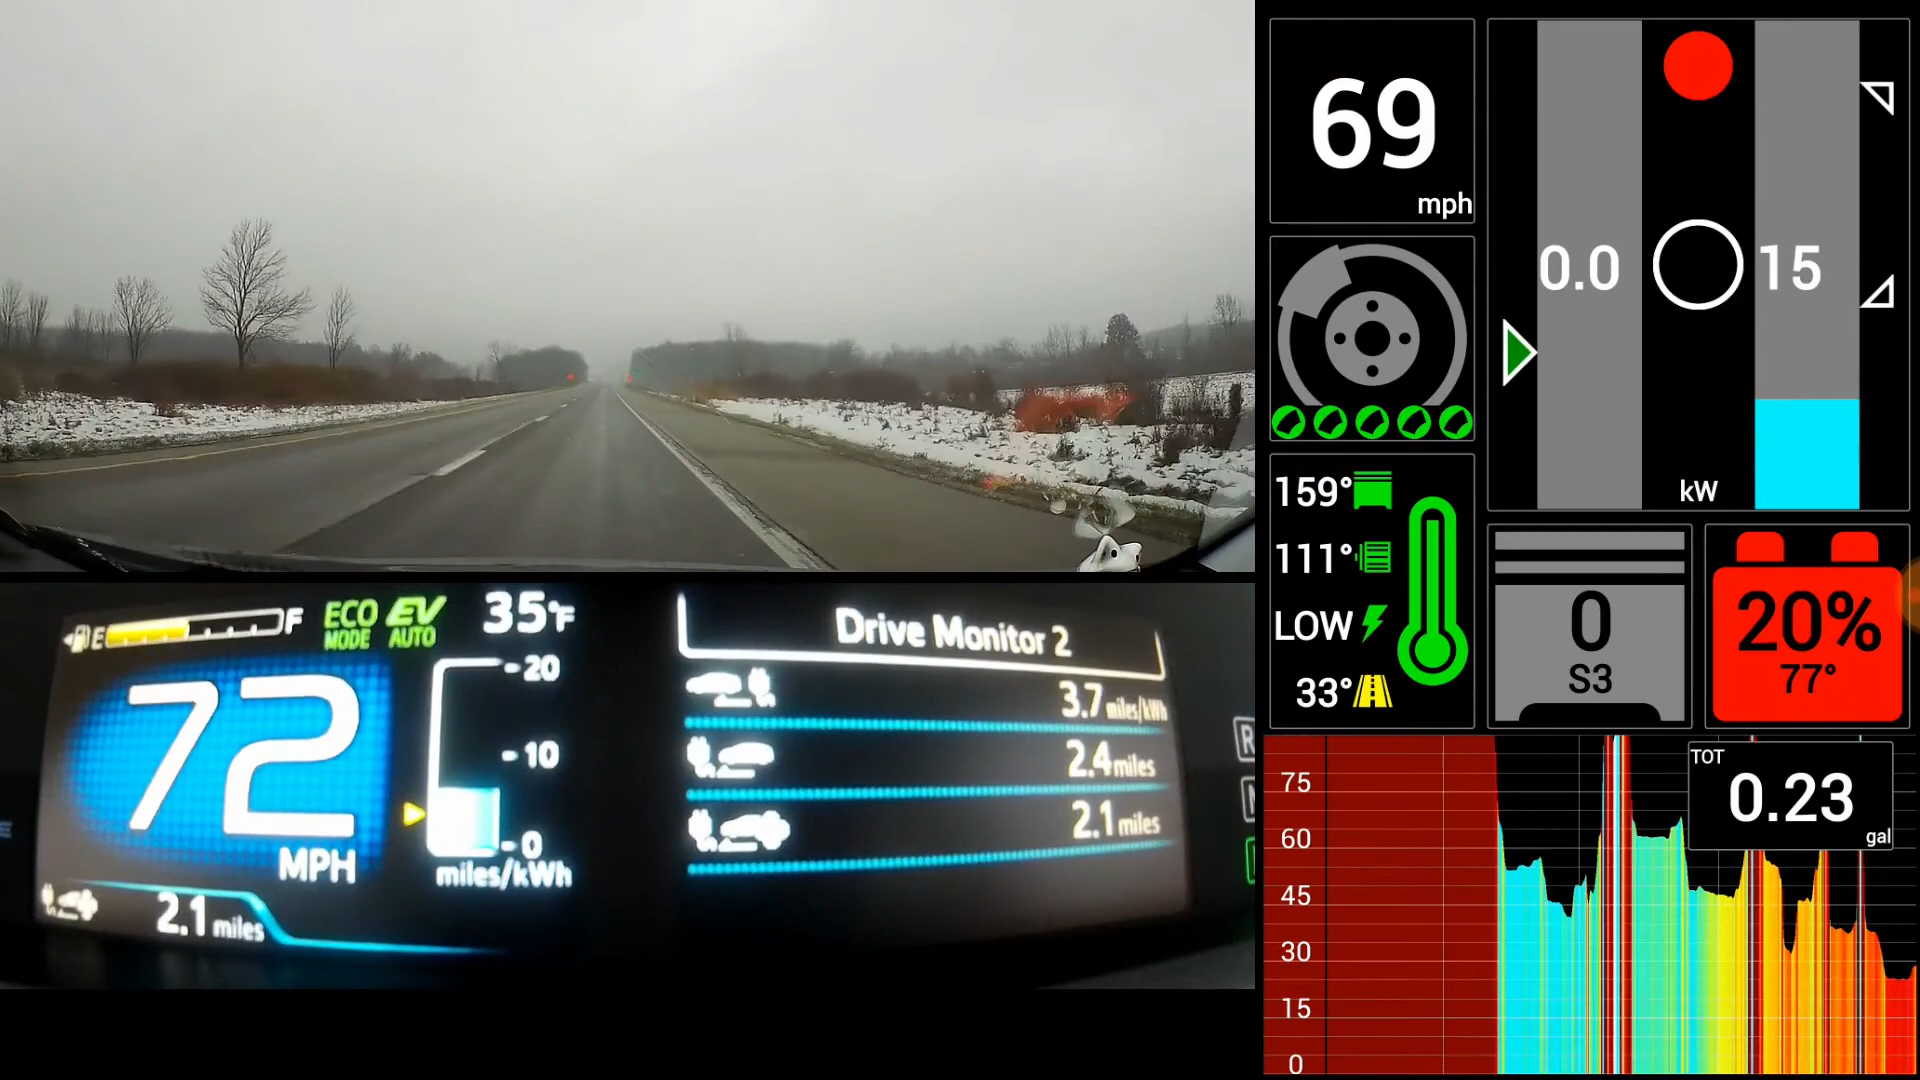 E F
ECO MODE
EV AUTO
35°F
72
MPH
20
10
0
miles/kWh
2.1 miles
Drive Monitor 2
3.7 miles/kWh
2.4 miles
2.1 miles
R
N
69
mph
0.0
15
kW
159°
111°
LOW
33°
0
S3
20%
77°
TOT
0.23
gal
75
60
45
30
15
0